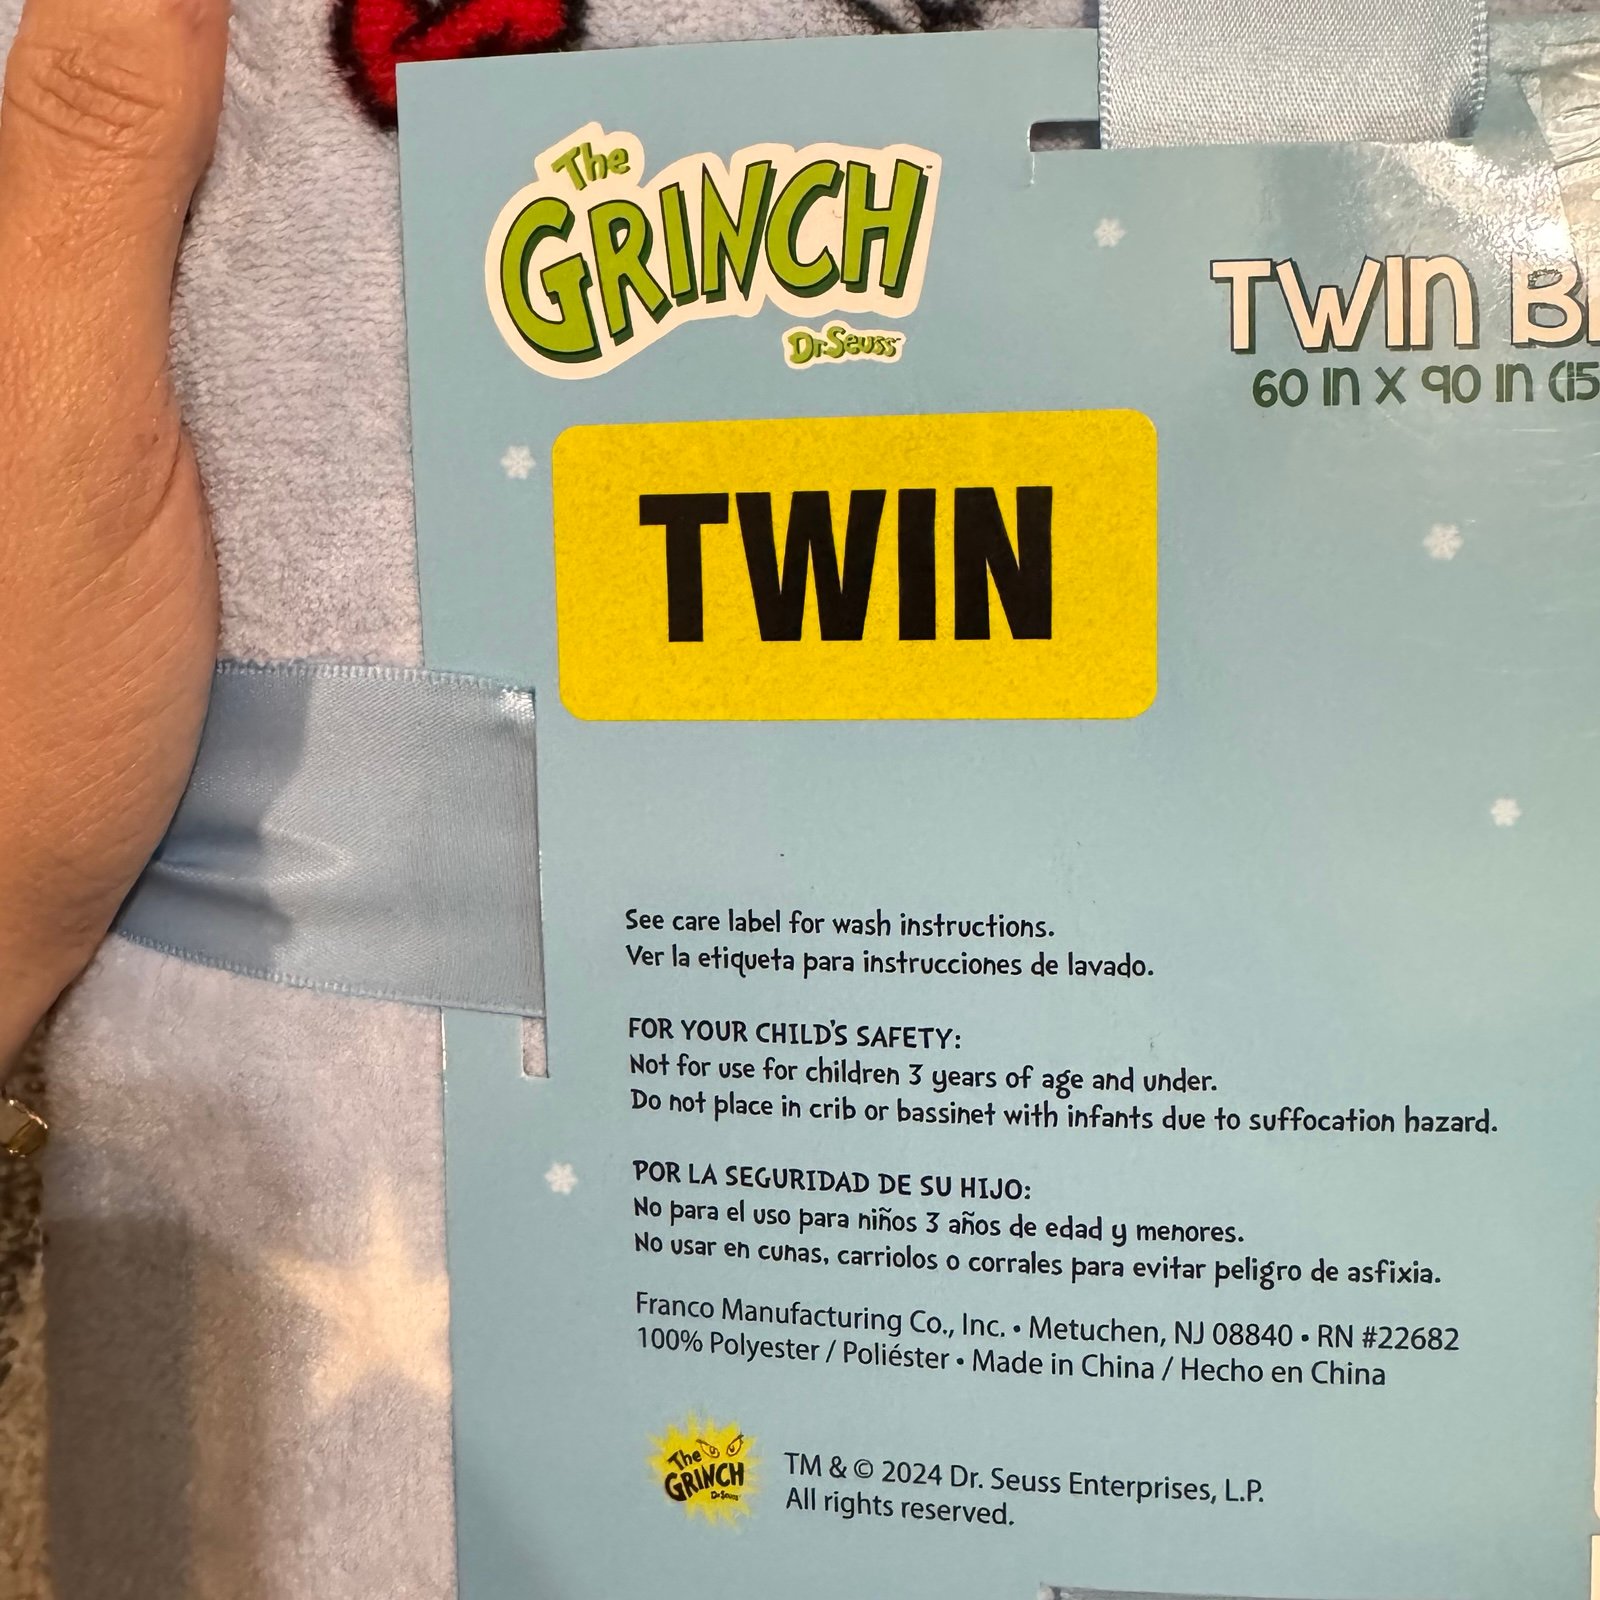 The
GRINCH
Dr. Seuss
TWIN
60 IN X 90 IN
TWIN
See care label for wash instructions.
Ver la etiqueta para instrucciones de lavado.
FOR YOUR CHILD'S SAFETY:
Not for use for children 3 years of age and under.
Do not place in crib or bassinet with infants due to suffocation hazard.
POR LA SEGURIDAD DE SU HIJO:
No para el uso para niños 3 años de edad y menores.
No usar en cunas, carriolos o corrales para evitar peligro de asfixia.
Franco Manufacturing Co., Inc. • Metuchen, NJ 08840 • RN #22682
100% Polyester / Poliéster • Made in China / Hecho en China
The
GRINCH
Dr. Seuss
TM & © 2024 Dr. Seuss Enterprises, L.P.
All rights reserved.